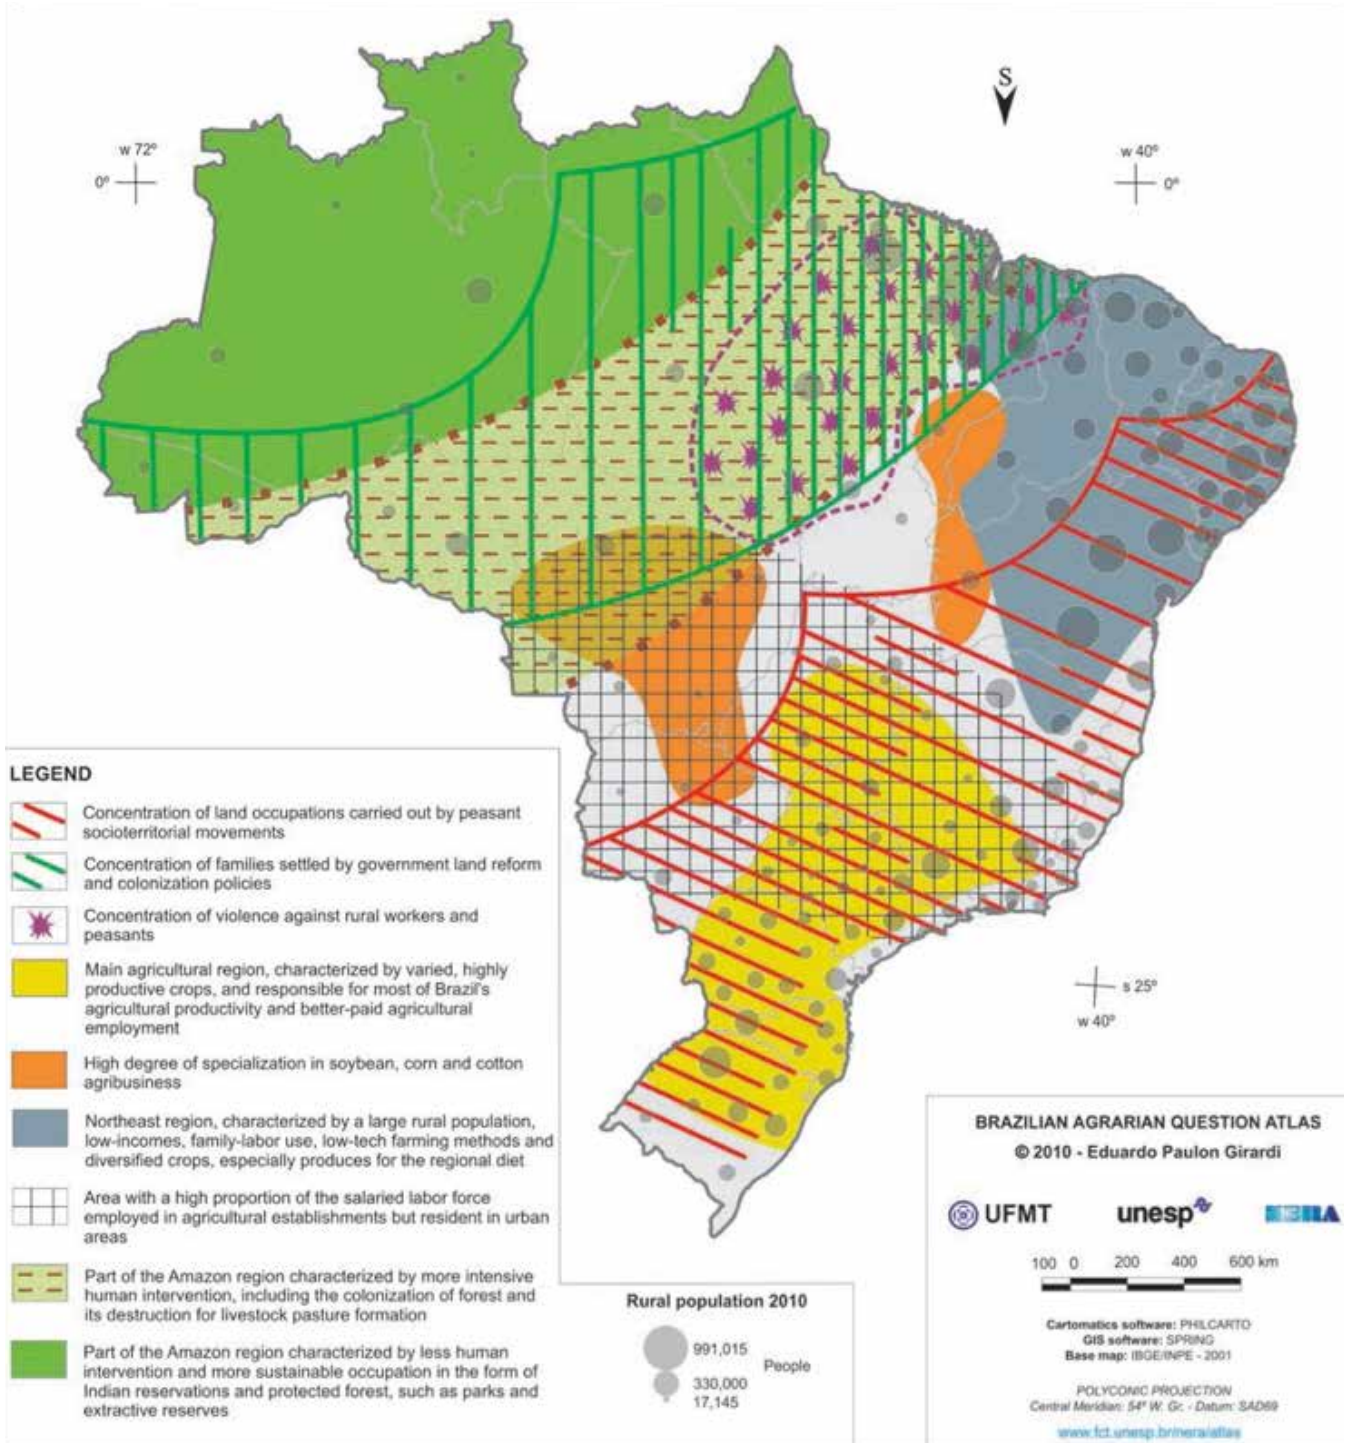 S
w 72º
0º
w 40º
0º
LEGEND
Concentration of land occupations carried out by peasant
socioterritorial movements
Concentration of families settled by government land reform
and colonization policies
Concentration of violence against rural workers and
peasants
Main agricultural region, characterized by varied, highly
productive crops, and responsible for most of Brazil's
agricultural productivity and better-paid agricultural
employment
High degree of specialization in soybean, corn and cotton
agribusiness
Northeast region, characterized by a large rural population,
low-incomes, family-labor use, low-tech farming methods and
diversified crops, especially produces for the regional diet
Area with a high proportion of the salaried labor force
employed in agricultural establishments but resident in urban
areas
Part of the Amazon region characterized by more intensive
human intervention, including the colonization of forest and
its destruction for livestock pasture formation
Part of the Amazon region characterized by less human
intervention and more sustainable occupation in the form of
Indian reservations and protected forest, such as parks and
extractive reserves
Rural population 2010
991,015
People
330,000
17,145
s 25º
w 40º
BRAZILIAN AGRARIAN QUESTION ATLAS
© 2010 - Eduardo Paulon Girardi
UFMT unesp NERA
100 0 200 400 600 km
Cartomatics software: PHILCARTO
GIS software: SPRING
Base map: IBGE/INPE - 2001
POLYCONIC PROJECTION
Central Meridian: 54º W. Gr. - Datum: SAD69
www.fct.unesp.br/nera/atlas